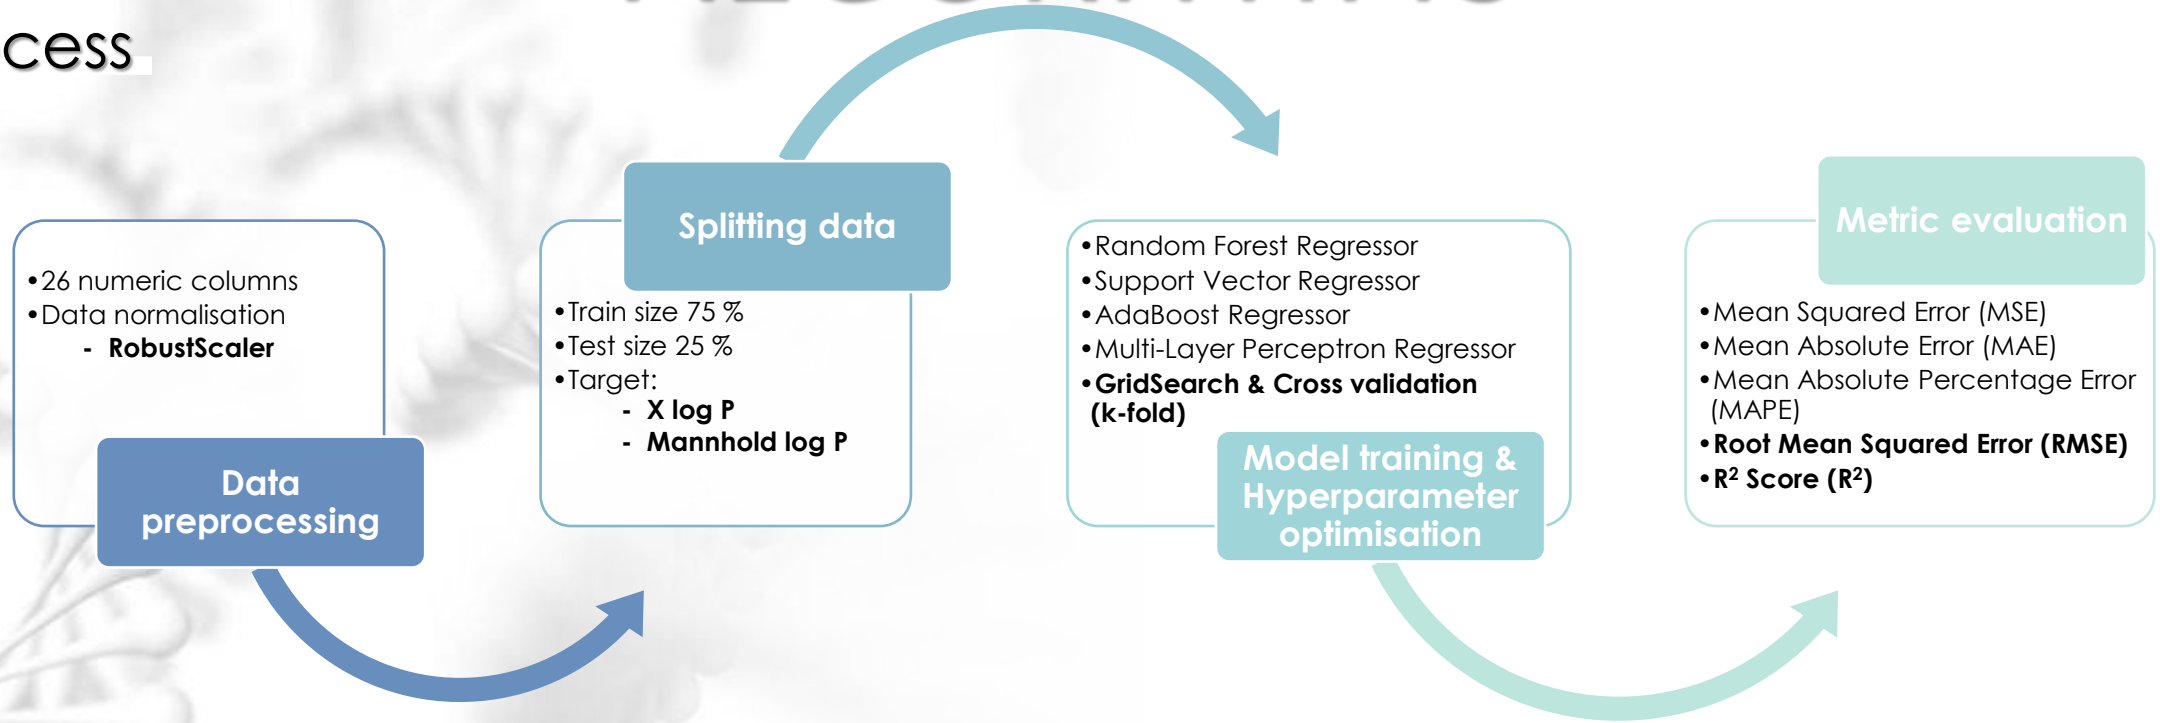 cess
•26 numeric columns
•Data normalisation
- RobustScaler
Data
preprocessing
Splitting data
•Train size 75 %
•Test size 25 %
•Target:
- X log P
- Mannhold log P
•Random Forest Regressor
•Support Vector Regressor
•AdaBoost Regressor
•Multi-Layer Perceptron Regressor
•GridSearch & Cross validation
(k-fold)
Model training &
Hyperparameter
optimisation
Metric evaluation
•Mean Squared Error (MSE)
•Mean Absolute Error (MAE)
•Mean Absolute Percentage Error
(MAPE)
•Root Mean Squared Error (RMSE)
•R² Score (R²)